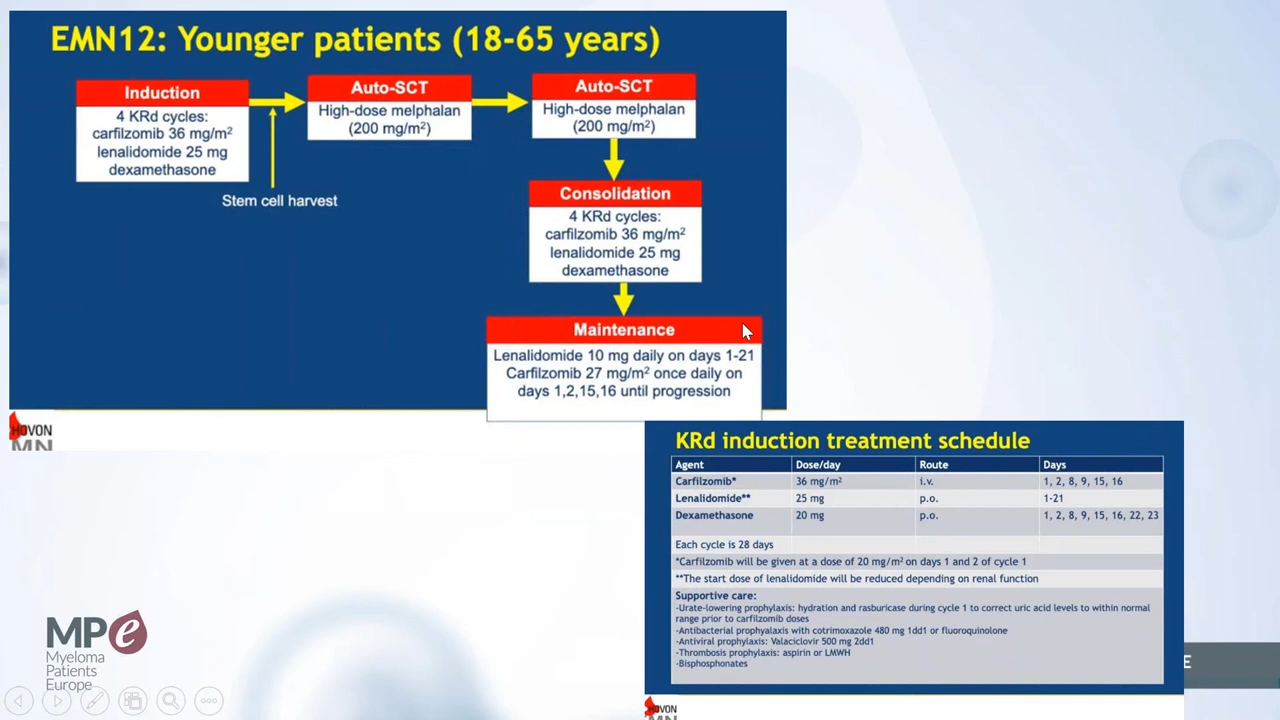 EMN12: Younger patients (18-65 years)
Induction
4 KRd cycles:
carfilzomib 36 mg/m²
lenalidomide 25 mg
dexamethasone
Stem cell harvest
Auto-SCT
High-dose melphalan
(200 mg/m²)
Auto-SCT
High-dose melphalan
(200 mg/m²)
Consolidation
4 KRd cycles:
carfilzomib 36 mg/m²
lenalidomide 25 mg
dexamethasone
Maintenance
Lenalidomide 10 mg daily on days 1-21
Carfilzomib 27 mg/m² once daily on
days 1,2,15,16 until progression
HOVON
KRd induction treatment schedule
Agent Dose/day Route Days
Carfilzomib* 36 mg/m² i.v. 1, 2, 8, 9, 15, 16
Lenalidomide** 25 mg p.o. 1-21
Dexamethasone 20 mg p.o. 1, 2, 8, 9, 15, 16, 22, 23
Each cycle is 28 days
*Carfilzomib will be given at a dose of 20 mg/m² on days 1 and 2 of cycle 1
**The start dose of lenalidomide will be reduced depending on renal function
Supportive care:
-Urate-lowering prophylaxis: hydration and rasburicase during cycle 1 to correct uric acid levels to within normal
range prior to carfilzomib doses
-Antibacterial prophyalaxis with cotrimoxazole 480 mg 1dd1 or fluoroquinolone
-Antiviral prophylaxis: Valaciclovir 500 mg 2dd1
-Thrombosis prophylaxis: aspirin or LMWH
-Bisphosphonates
HOVON
MPe
Myeloma
Patients
Europe
E